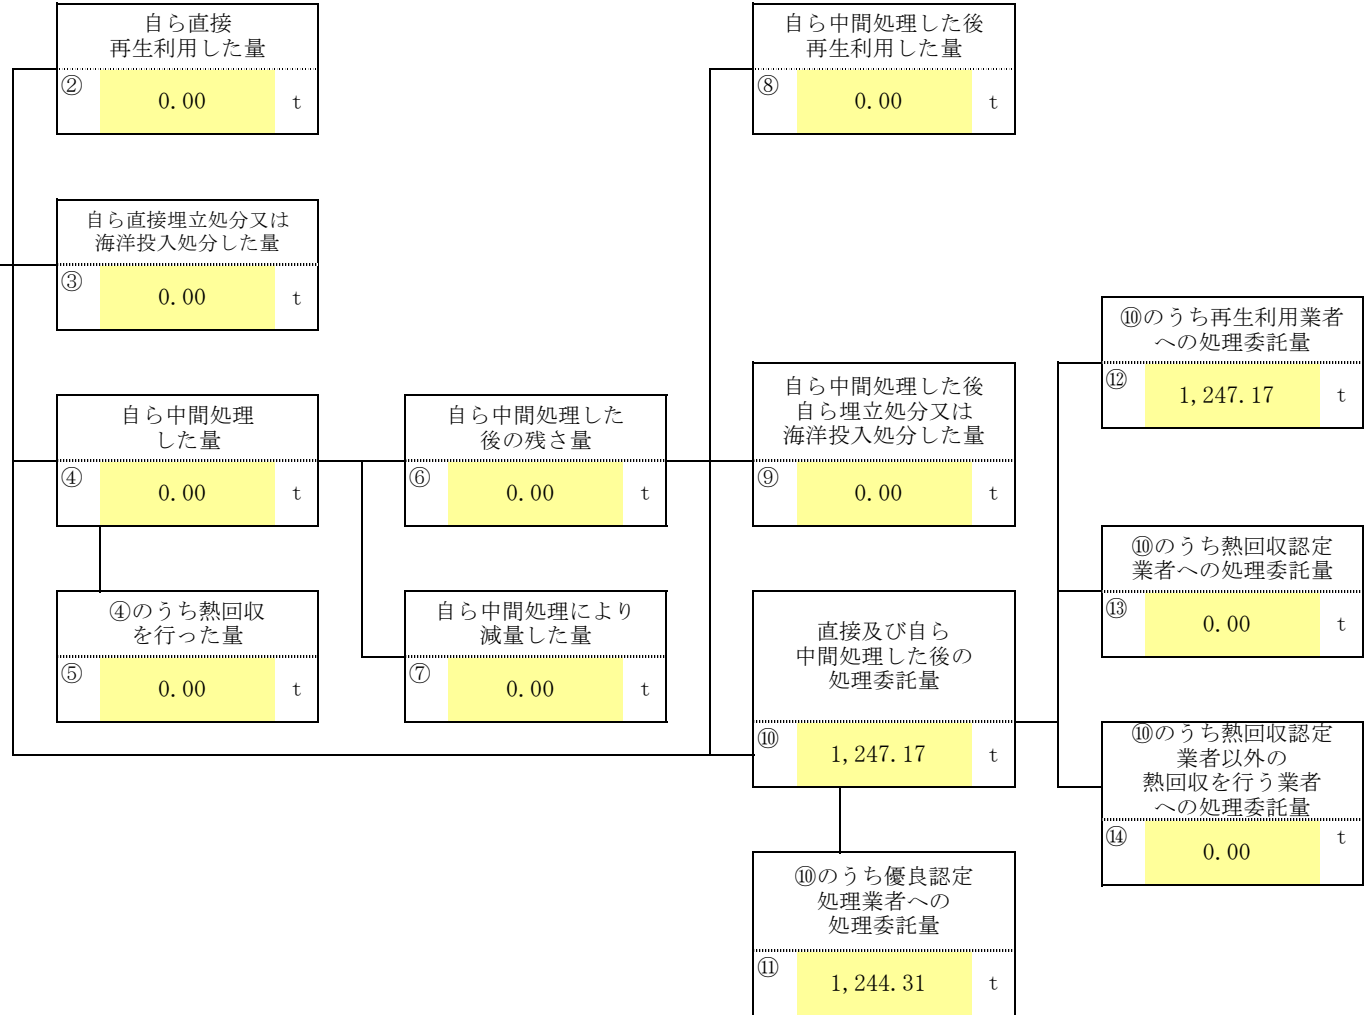 自ら直接
再生利用した量
② 0.00 t
自ら直接埋立処分又は
海洋投入処分した量
③ 0.00 t
自ら中間処理
した量
④ 0.00 t
④のうち熱回収
を行った量
⑤ 0.00 t
自ら中間処理した
後の残さ量
⑥ 0.00 t
自ら中間処理により
減量した量
⑦ 0.00 t
自ら中間処理した後
再生利用した量
⑧ 0.00 t
自ら中間処理した後
自ら埋立処分又は
海洋投入処分した量
⑨ 0.00 t
直接及び自ら
中間処理した後の
処理委託量
⑩ 1,247.17 t
⑩のうち優良認定
処理業者への
処理委託量
⑪ 1,244.31 t
⑩のうち再生利用業者
への処理委託量
⑫ 1,247.17 t
⑩のうち熱回収認定
業者への処理委託量
⑬ 0.00 t
⑩のうち熱回収認定
業者以外の
熱回収を行う業者
への処理委託量
⑭ 0.00 t